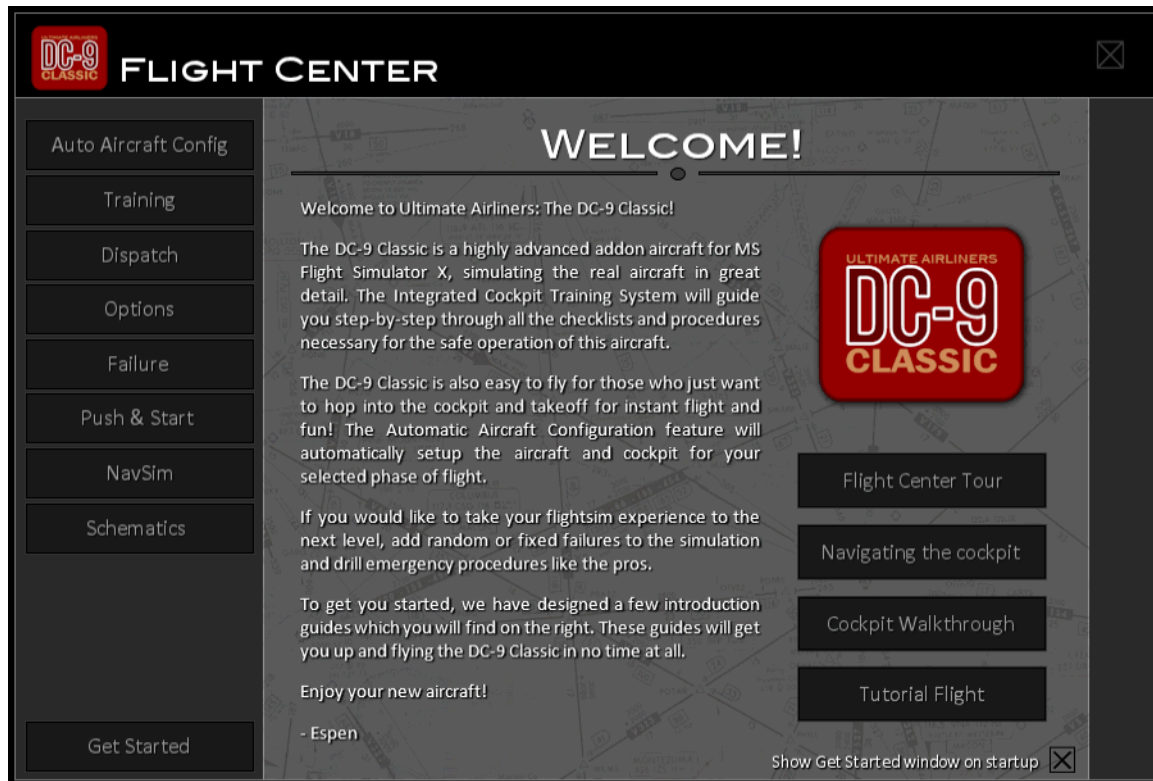 DC-9
CLASSIC
FLIGHT CENTER
Auto Aircraft Config
Training
Dispatch
Options
Failure
Push & Start
NavSim
Schematics
Get Started
WELCOME!
Welcome to Ultimate Airliners: The DC-9 Classic!
The DC-9 Classic is a highly advanced addon aircraft for MS
Flight Simulator X, simulating the real aircraft in great
detail. The Integrated Cockpit Training System will guide
you step-by-step through all the checklists and procedures
necessary for the safe operation of this aircraft.
The DC-9 Classic is also easy to fly for those who just want
to hop into the cockpit and takeoff for instant flight and
fun! The Automatic Aircraft Configuration feature will
automatically setup the aircraft and cockpit for your
selected phase of flight.
If you would like to take your flightsim experience to the
next level, add random or fixed failures to the simulation
and drill emergency procedures like the pros.
To get you started, we have designed a few introduction
guides which you will find on the right. These guides will get
you up and flying the DC-9 Classic in no time at all.
Enjoy your new aircraft!
- Espen
ULTIMATE AIRLINERS
DC-9
CLASSIC
Flight Center Tour
Navigating the cockpit
Cockpit Walkthrough
Tutorial Flight
Show Get Started window on startup